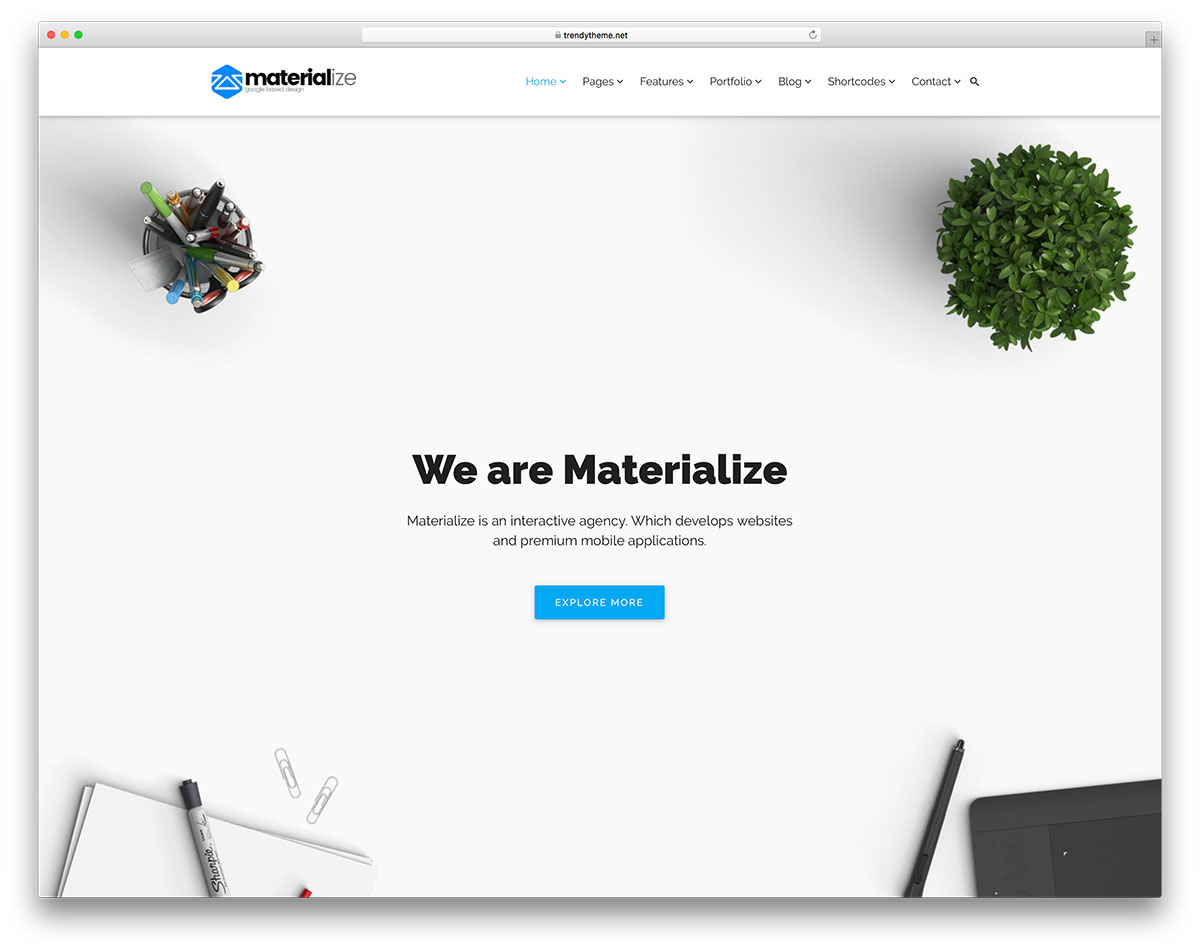 trendytheme.net
materialize
google based design
Home Pages Features Portfolio Blog Shortcodes Contact
We are Materialize
Materialize is an interactive agency. Which develops websites
and premium mobile applications.
EXPLORE MORE
Sharpie